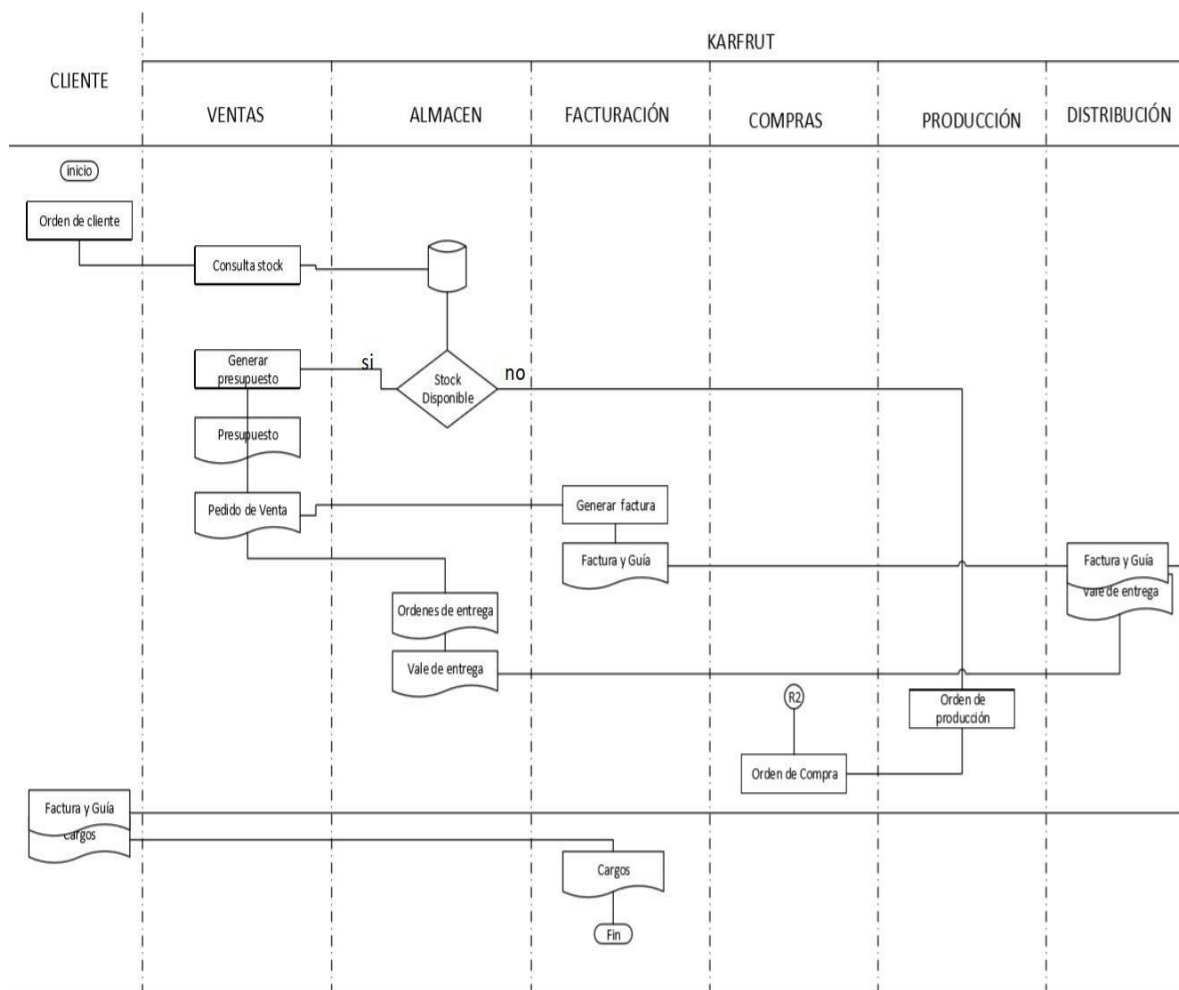 KARFRUT
CLIENTE
VENTAS
ALMACEN
FACTURACIÓN
COMPRAS
PRODUCCIÓN
DISTRIBUCIÓN
inicio
Orden de cliente
Consulta stock
Generar
presupuesto
si
Stock
Disponible
no
Presupuesto
Pedido de Venta
Generar factura
Factura y Guía
Factura y Guía
Vale de entrega
Ordenes de entrega
Vale de entrega
R2
Orden de
producción
Orden de Compra
Factura y Guía
Cargos
Cargos
Fin